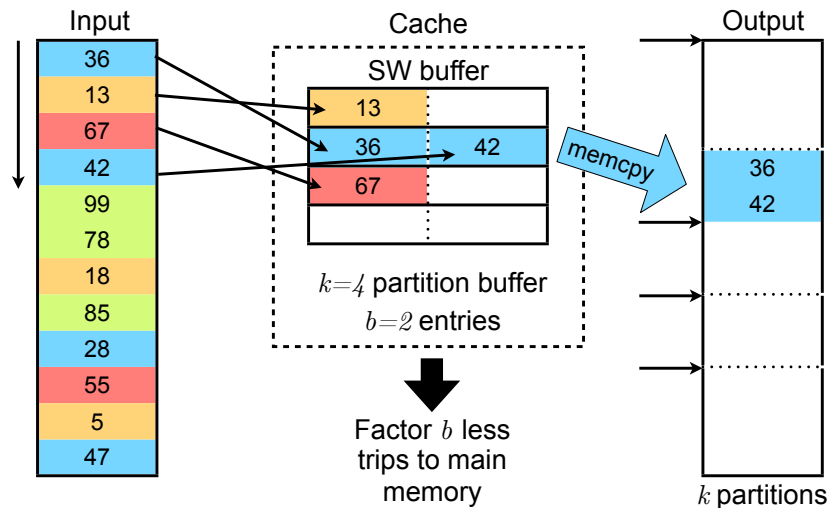 Input
36
13
67
42
99
78
18
85
28
55
5
47
Cache
SW buffer
13
36 42
67
k=4 partition buffer
b=2 entries
Factor b less
trips to main
memory
memcpy
Output
36
42
k partitions